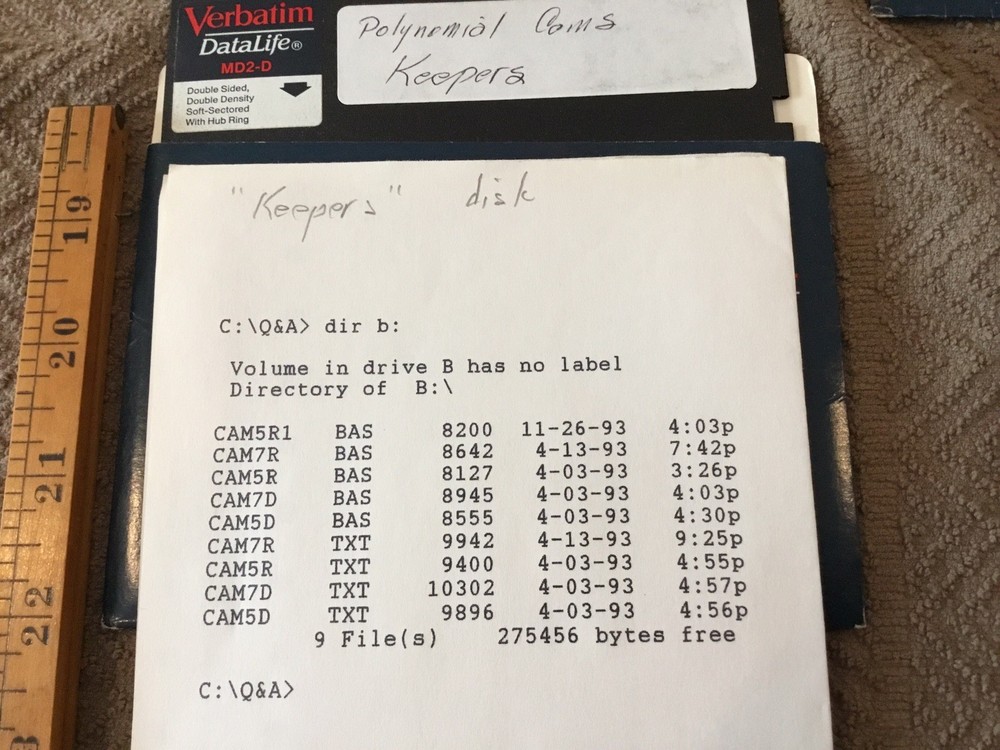 Verbatim
DataLife®
MD2-D
Double Sided,
Double Density
Soft-Sectored
With Hub Ring
Polynomial Cams
Keepers
"Keepers" disk
C:\Q&A> dir b:
Volume in drive B has no label
Directory of B:\
CAM5R1 BAS 8200 11-26-93 4:03p
CAM7R BAS 8642 4-13-93 7:42p
CAM5R BAS 8127 4-03-93 3:26p
CAM7D BAS 8945 4-03-93 4:03p
CAM5D BAS 8555 4-03-93 4:30p
CAM7R TXT 9942 4-13-93 9:25p
CAM5R TXT 9400 4-03-93 4:55p
CAM7D TXT 10302 4-03-93 4:57p
CAM5D TXT 9896 4-03-93 4:56p
9 File(s) 275456 bytes free
C:\Q&A>
19
20
21
22